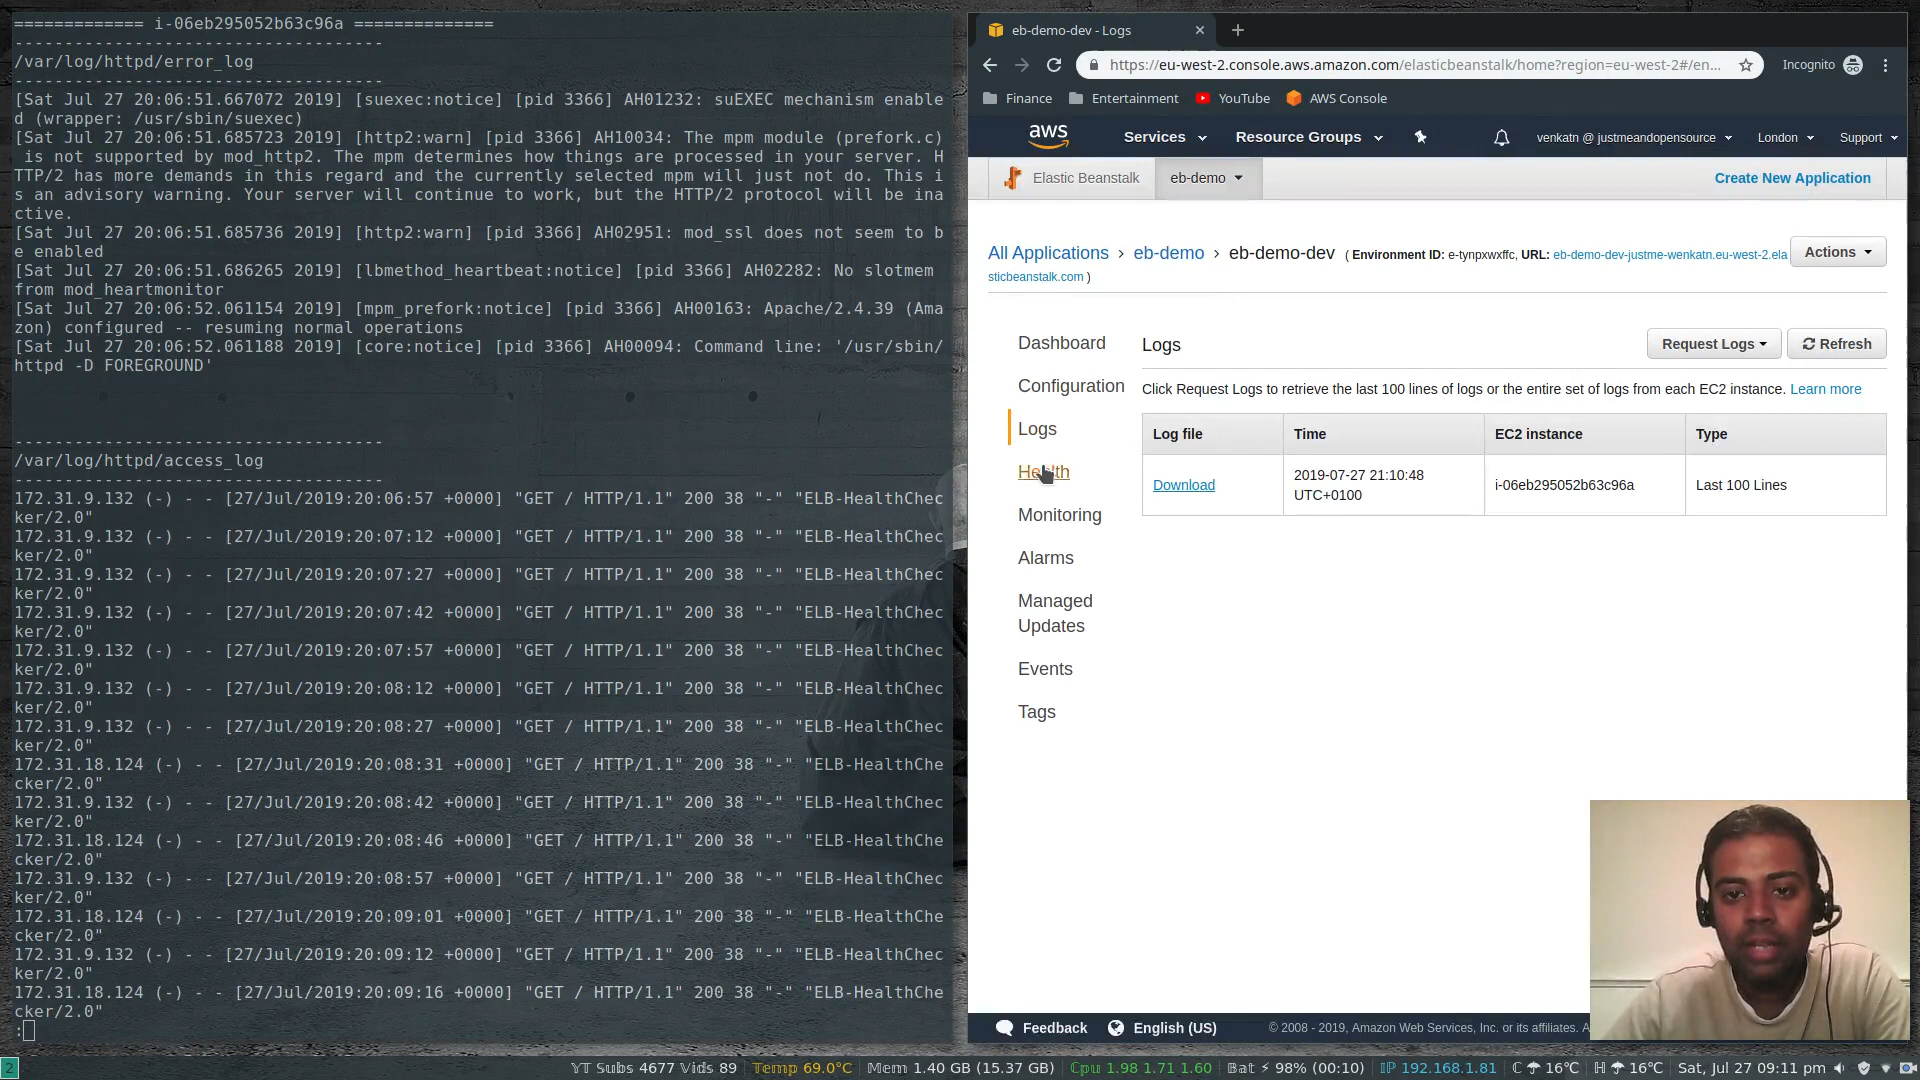 ============= i-06eb295052b63c96a ==============
-------------------------------------
/var/log/httpd/error_log
-------------------------------------
[Sat Jul 27 20:06:51.667072 2019] [suexec:notice] [pid 3366] AH01232: suEXEC mechanism enable
d (wrapper: /usr/sbin/suexec)
[Sat Jul 27 20:06:51.685723 2019] [http2:warn] [pid 3366] AH10034: The mpm module (prefork.c)
 is not supported by mod_http2. The mpm determines how things are processed in your server. H
TTP/2 has more demands in this regard and the currently selected mpm will just not do. This i
s an advisory warning. Your server will continue to work, but the HTTP/2 protocol will be ina
ctive.
[Sat Jul 27 20:06:51.685736 2019] [http2:warn] [pid 3366] AH02951: mod_ssl does not seem to b
e enabled
[Sat Jul 27 20:06:51.686265 2019] [lbmethod_heartbeat:notice] [pid 3366] AH02282: No slotmem
from mod_heartmonitor
[Sat Jul 27 20:06:52.061154 2019] [mpm_prefork:notice] [pid 3366] AH00163: Apache/2.4.39 (Ama
zon) configured -- resuming normal operations
[Sat Jul 27 20:06:52.061188 2019] [core:notice] [pid 3366] AH00094: Command line: '/usr/sbin/
httpd -D FOREGROUND'
-------------------------------------
/var/log/httpd/access_log
-------------------------------------
172.31.9.132 (-) - - [27/Jul/2019:20:06:57 +0000] "GET / HTTP/1.1" 200 38 "-" "ELB-HealthChec
ker/2.0"
172.31.9.132 (-) - - [27/Jul/2019:20:07:12 +0000] "GET / HTTP/1.1" 200 38 "-" "ELB-HealthChec
ker/2.0"
172.31.9.132 (-) - - [27/Jul/2019:20:07:27 +0000] "GET / HTTP/1.1" 200 38 "-" "ELB-HealthChec
ker/2.0"
172.31.9.132 (-) - - [27/Jul/2019:20:07:42 +0000] "GET / HTTP/1.1" 200 38 "-" "ELB-HealthChec
ker/2.0"
172.31.9.132 (-) - - [27/Jul/2019:20:07:57 +0000] "GET / HTTP/1.1" 200 38 "-" "ELB-HealthChec
ker/2.0"
172.31.9.132 (-) - - [27/Jul/2019:20:08:12 +0000] "GET / HTTP/1.1" 200 38 "-" "ELB-HealthChec
ker/2.0"
172.31.9.132 (-) - - [27/Jul/2019:20:08:27 +0000] "GET / HTTP/1.1" 200 38 "-" "ELB-HealthChec
ker/2.0"
172.31.18.124 (-) - - [27/Jul/2019:20:08:31 +0000] "GET / HTTP/1.1" 200 38 "-" "ELB-HealthChe
cker/2.0"
172.31.9.132 (-) - - [27/Jul/2019:20:08:42 +0000] "GET / HTTP/1.1" 200 38 "-" "ELB-HealthChec
ker/2.0"
172.31.18.124 (-) - - [27/Jul/2019:20:08:46 +0000] "GET / HTTP/1.1" 200 38 "-" "ELB-HealthChe
cker/2.0"
172.31.9.132 (-) - - [27/Jul/2019:20:08:57 +0000] "GET / HTTP/1.1" 200 38 "-" "ELB-HealthChec
ker/2.0"
172.31.18.124 (-) - - [27/Jul/2019:20:09:01 +0000] "GET / HTTP/1.1" 200 38 "-" "ELB-HealthChe
cker/2.0"
172.31.9.132 (-) - - [27/Jul/2019:20:09:12 +0000] "GET / HTTP/1.1" 200 38 "-" "ELB-HealthChec
ker/2.0"
172.31.18.124 (-) - - [27/Jul/2019:20:09:16 +0000] "GET / HTTP/1.1" 200 38 "-" "ELB-HealthChe
cker/2.0"
:
eb-demo-dev - Logs
https://eu-west-2.console.aws.amazon.com/elasticbeanstalk/home?region=eu-west-2#/en...
Incognito
Finance Entertainment YouTube AWS Console
aws Services Resource Groups venkatn @ justmeandopensource London Support
Elastic Beanstalk eb-demo Create New Application
All Applications › eb-demo › eb-demo-dev ( Environment ID: e-tynpxwxffc, URL: eb-demo-dev-justme-wenkatn.eu-west-2.ela
sticbeanstalk.com )
Actions
Dashboard
Configuration
Logs
Health
Monitoring
Alarms
Managed
Updates
Events
Tags
Logs
Request Logs Refresh
Click Request Logs to retrieve the last 100 lines of logs or the entire set of logs from each EC2 instance. Learn more
Log file Time EC2 instance Type
Download 2019-07-27 21:10:48 i-06eb295052b63c96a Last 100 Lines
UTC+0100
Feedback English (US) © 2008 - 2019, Amazon Web Services, Inc. or its affiliates. A
2 YT Subs 4677 Vids 89 Temp 69.0°C Mem 1.40 GB (15.37 GB) Cpu 1.98 1.71 1.60 Bat ⚡ 98% (00:10) IP 192.168.1.81 C ☂ 16℃ H ☂ 16℃ Sat, Jul 27 09:11 pm